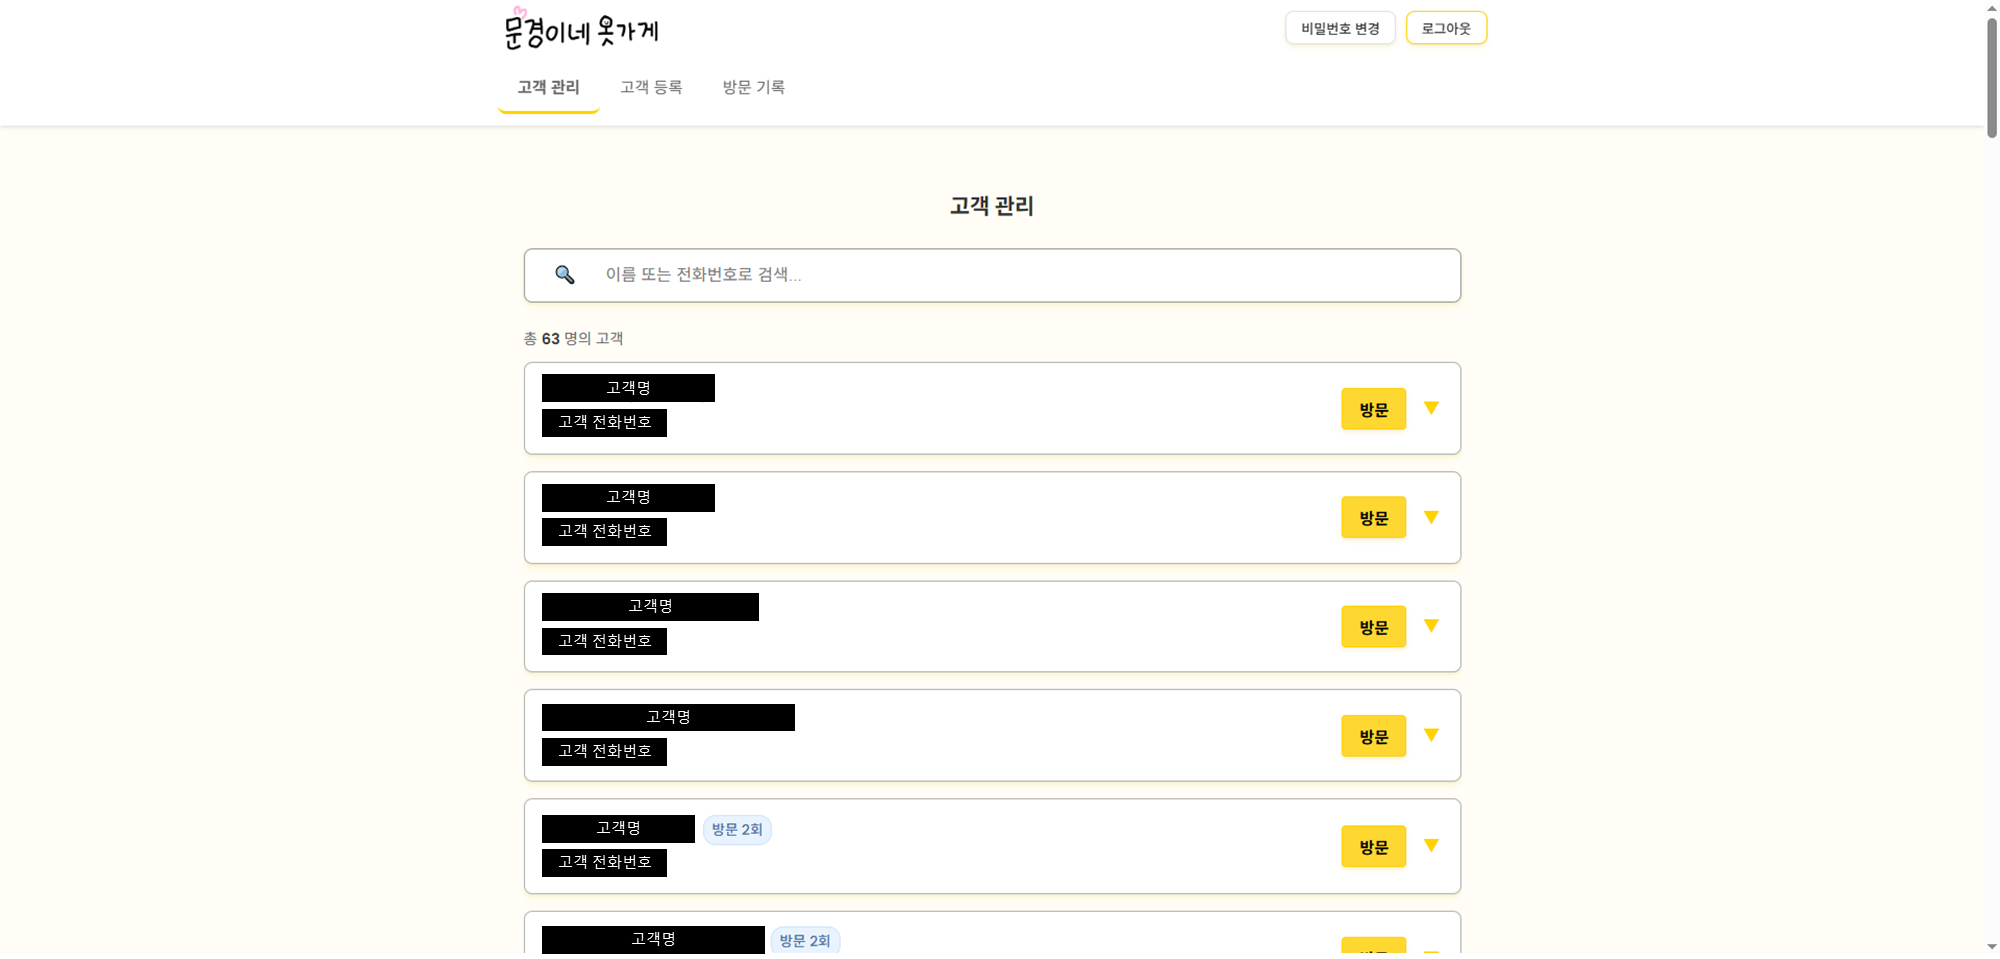 문경이네 옷가게
비밀번호 변경
로그아웃
고객 관리
고객 등록
방문 기록
고객 관리
이름 또는 전화번호로 검색...
총 63 명의 고객
고객명
고객 전화번호
방문
고객명
고객 전화번호
방문
고객명
고객 전화번호
방문
고객명
고객 전화번호
방문
고객명
방문 2회
고객 전화번호
방문
고객명
방문 2회